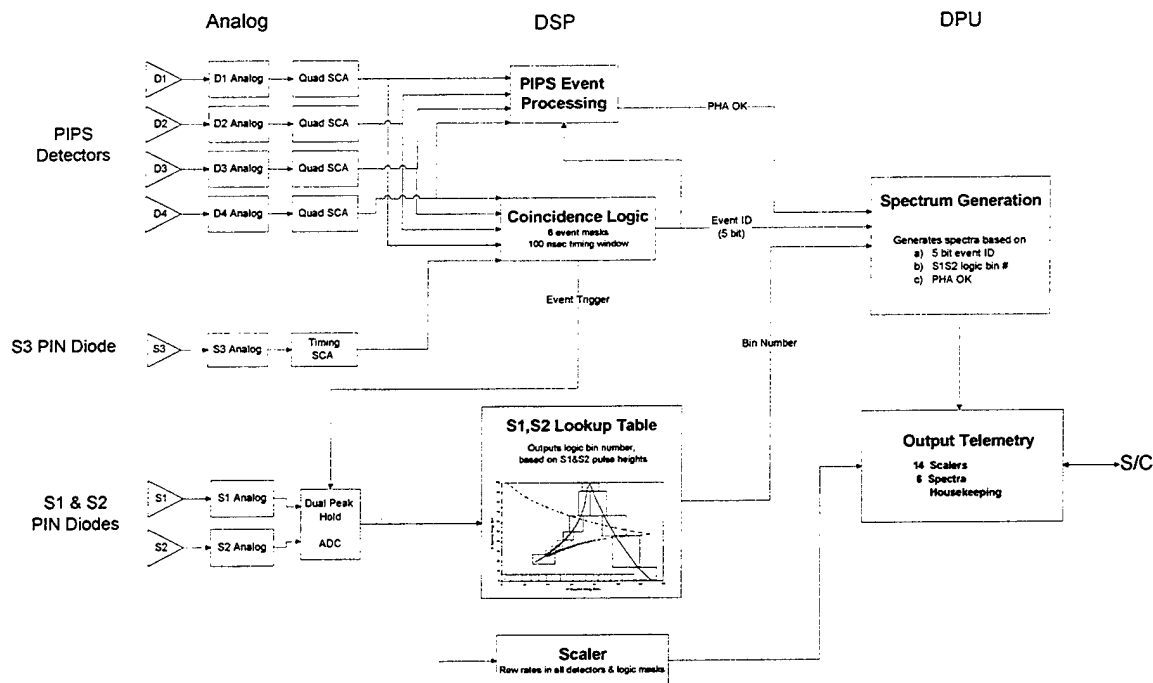 Analog
DSP
DPU
PIPS
Detectors
D1
D1 Analog
Quad SCA
D2
D2 Analog
Quad SCA
D3
D3 Analog
Quad SCA
D4
D4 Analog
Quad SCA
PIPS Event
Processing
PHA OK
Coincidence Logic
6 event masks
100 nsec timing window
Event ID
(5 bit)
Spectrum Generation
Generates spectra based on
a) 5 bit event ID
b) S1S2 logic bin #
c) PHA OK
Event Trigger
S3 PIN Diode
S3
S3 Analog
Timing
SCA
Bin Number
S1,S2 Lookup Table
Outputs logic bin number,
based on S1&S2 pulse heights
Output Telemetry
14 Scalers
6 Spectra
Housekeeping
S/C
S1 & S2
PIN Diodes
S1
S1 Analog
S2
S2 Analog
Dual Peak
Hold
ADC
Scaler
Raw rates in all detectors & logic masks